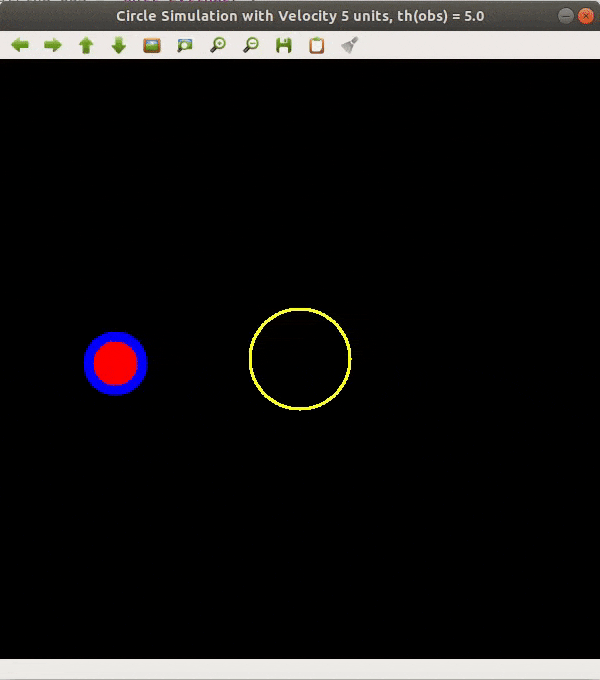 Circle Simulation with Velocity 5 units, th(obs) = 5.0